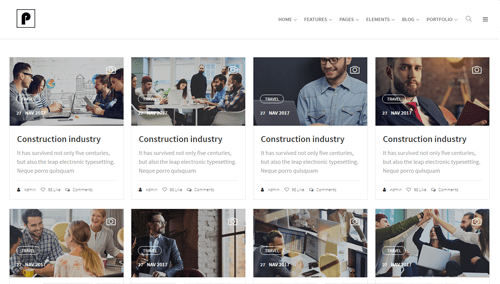 P
HOME FEATURES PAGES ELEMENTS BLOG PORTFOLIO
TRAVEL
27 NAV 2017
TRAVEL
27 NAV 2017
TRAVEL
27 NAV 2017
TRAVEL
27 NAV 2017
Construction industry
It has survived not only five centuries,
but also the leap electronic typesetting.
Neque porro quisquam
Admin Like Comments
Construction industry
It has survived not only five centuries,
but also the leap electronic typesetting.
Neque porro quisquam
Admin Like Comments
Construction industry
It has survived not only five centuries,
but also the leap electronic typesetting.
Neque porro quisquam
Admin Like Comments
Construction industry
It has survived not only five centuries,
but also the leap electronic typesetting.
Neque porro quisquam
Admin Like Comments
TRAVEL
27 NAV 2017
TRAVEL
27 NAV 2017
TRAVEL
27 NAV 2017
TRAVEL
27 NAV 2017